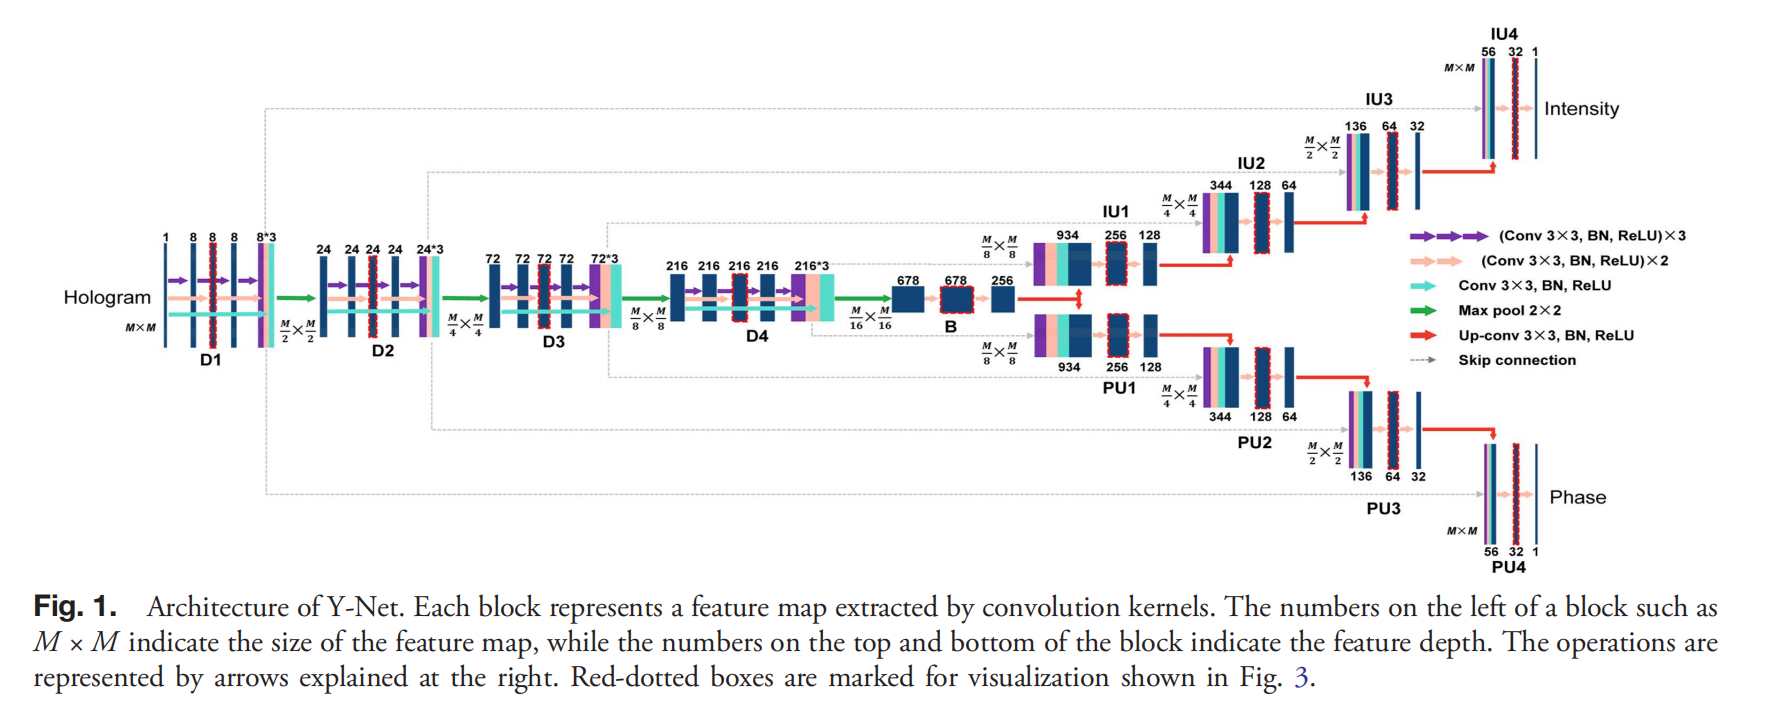 IU4
56 32 1
M×M
Intensity
IU3
136 64 32
M/2 × M/2
IU2
344 128 64
M/4 × M/4
IU1
934 256 128
M/8 × M/8
Hologram
M×M
1 8 8 8 8*3
D1
M/2 × M/2
24 24 24 24 24*3
D2
M/4 × M/4
72 72 72 72 72*3
D3
M/8 × M/8
216 216 216 216 216*3
D4
M/16 × M/16
678 678 256
B
(Conv 3×3, BN, ReLU)×3
(Conv 3×3, BN, ReLU)×2
Conv 3×3, BN, ReLU
Max pool 2×2
Up-conv 3×3, BN, ReLU
Skip connection
M/8 × M/8
934 256 128
PU1
M/4 × M/4
344 128 64
PU2
M/2 × M/2
136 64 32
PU3
Phase
M×M
56 32 1
PU4
Fig. 1. Architecture of Y-Net. Each block represents a feature map extracted by convolution kernels. The numbers on the left of a block such as
M × M indicate the size of the feature map, while the numbers on the top and bottom of the block indicate the feature depth. The operations are
represented by arrows explained at the right. Red-dotted boxes are marked for visualization shown in Fig. 3.